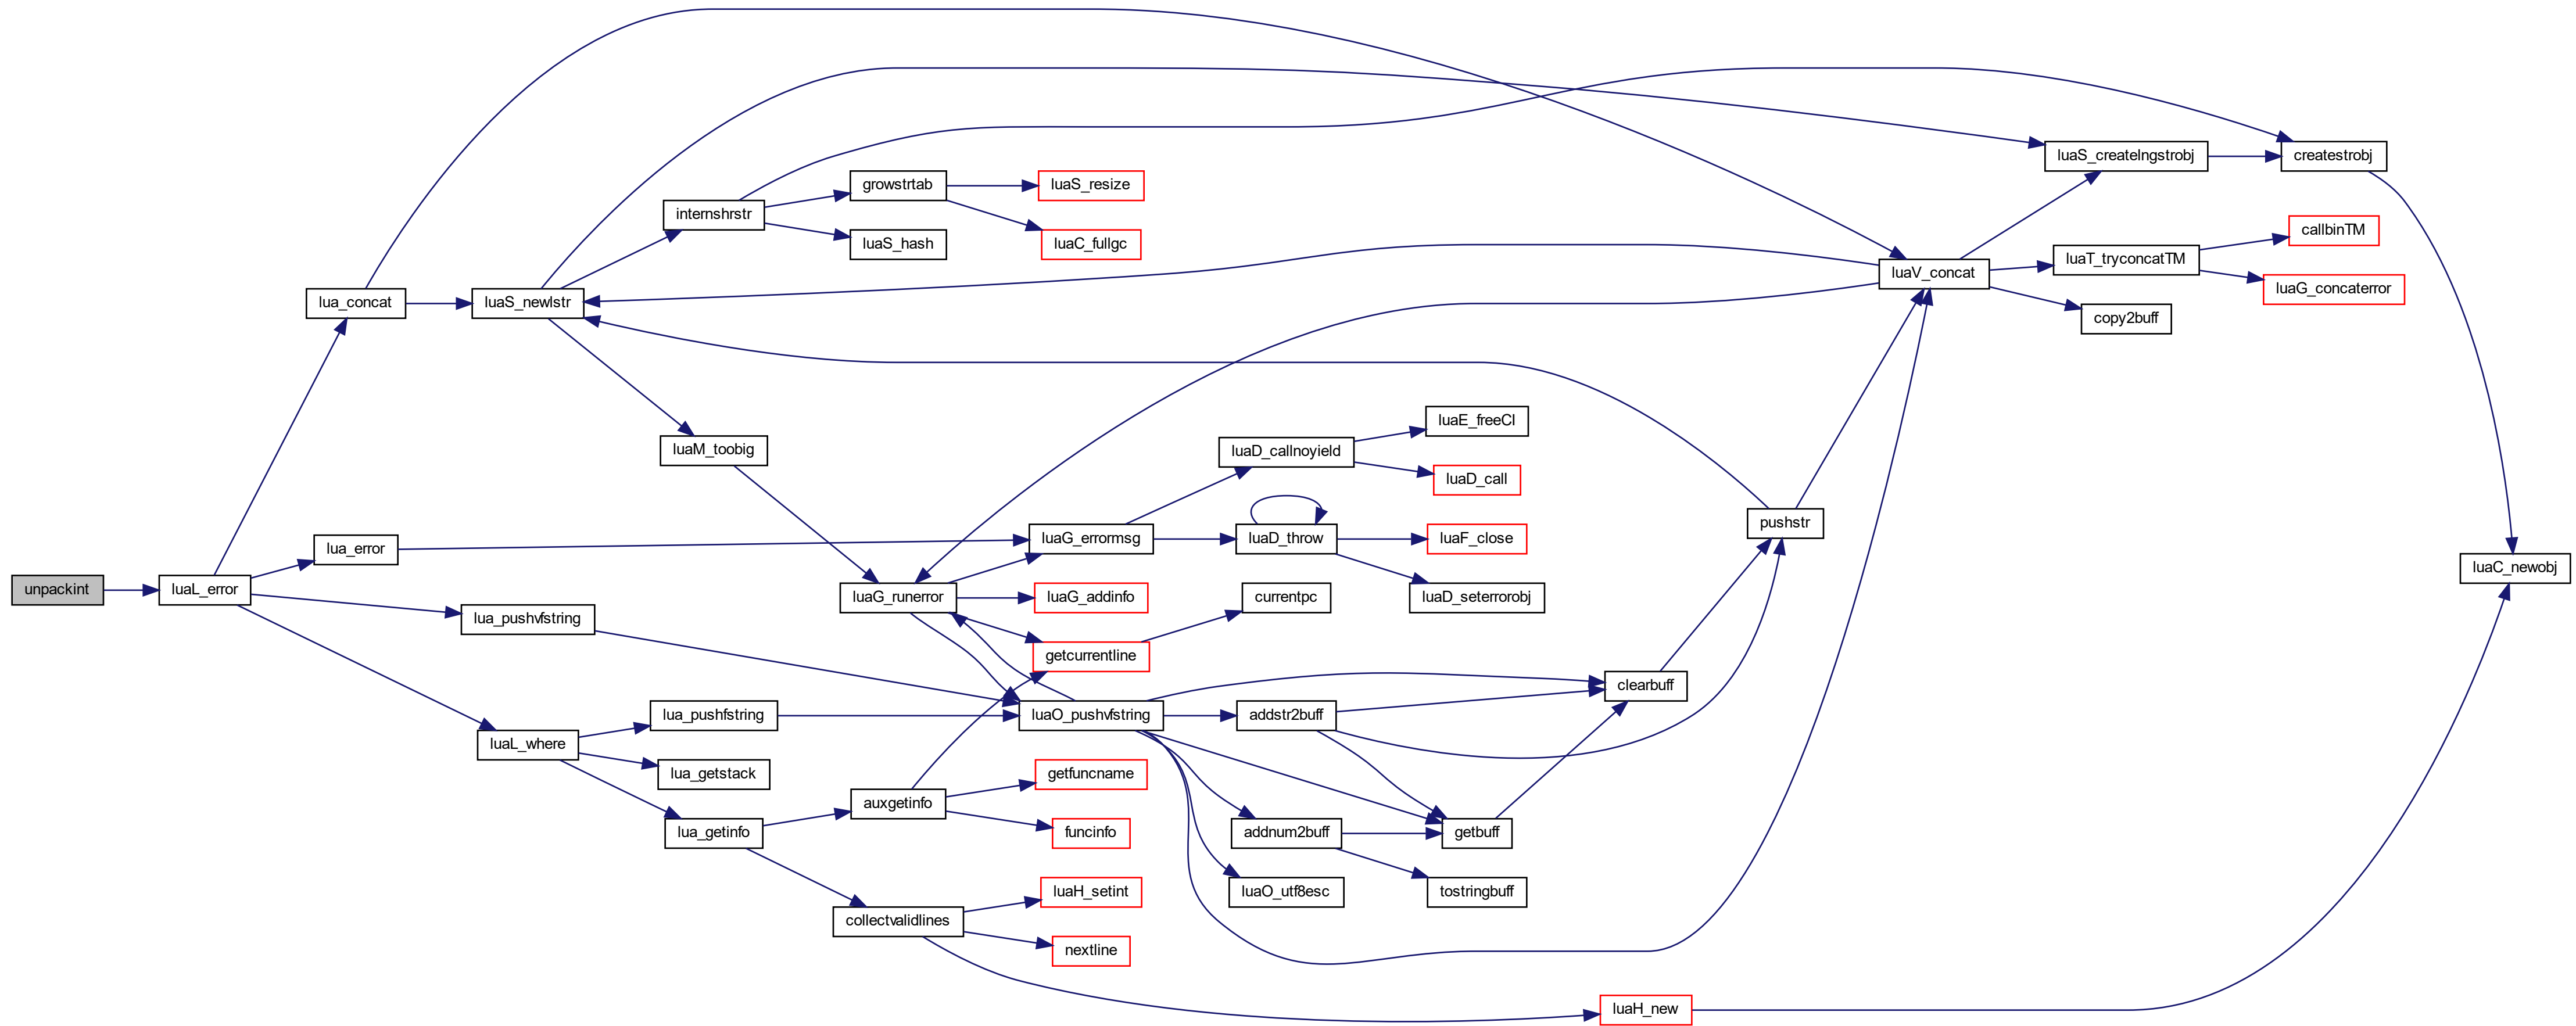 unpackint
luaL_error
lua_concat
lua_error
lua_pushvfstring
luaL_where
luaS_newlstr
internshrstr
luaM_toobig
lua_pushfstring
lua_getstack
lua_getinfo
growstrtab
luaS_hash
luaG_runerror
auxgetinfo
collectvalidlines
luaS_resize
luaC_fullgc
luaG_errormsg
luaG_addinfo
getcurrentline
luaO_pushvfstring
getfuncname
funcinfo
luaH_setint
nextline
luaD_callnoyield
luaD_throw
currentpc
addstr2buff
addnum2buff
luaO_utf8esc
luaE_freeCI
luaD_call
luaF_close
luaD_seterrorobj
getbuff
tostringbuff
clearbuff
luaH_new
pushstr
luaV_concat
luaS_createlngstrobj
luaT_tryconcatTM
copy2buff
createstrobj
callbinTM
luaG_concaterror
luaC_newobj